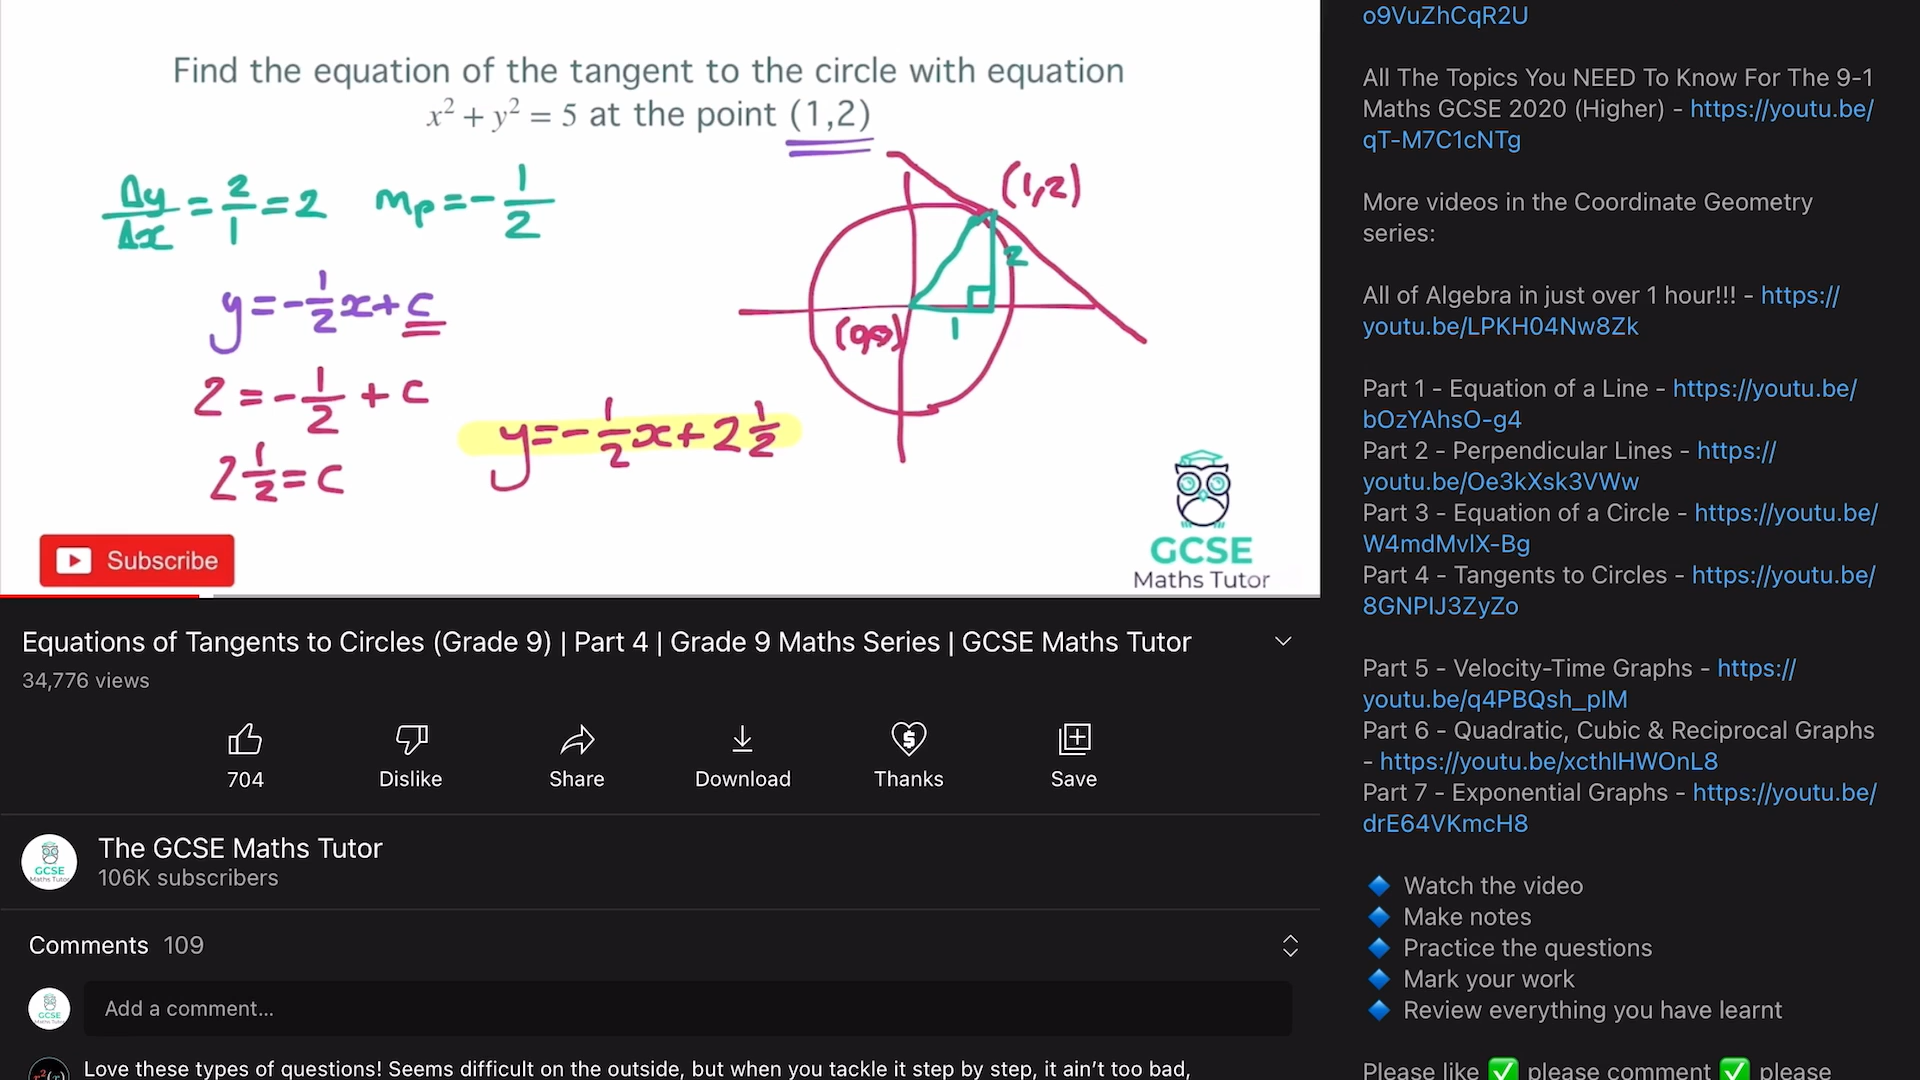 Find the equation of the tangent to the circle with equation
x² + y² = 5 at the point (1,2)
Δy/Δx = 2/1 = 2 mp = -1/2
y = -1/2x + c
2 = -1/2 + c
2 1/2 = c
y = -1/2x + 2 1/2
(1,2)
2
1
(0,0)
GCSE
Maths Tutor
Subscribe
Equations of Tangents to Circles (Grade 9) | Part 4 | Grade 9 Maths Series | GCSE Maths Tutor
34,776 views
704
Dislike
Share
Download
Thanks
Save
GCSE
Maths Tutor
The GCSE Maths Tutor
106K subscribers
Comments 109
GCSE
Add a comment...
Love these types of questions! Seems difficult on the outside, but when you tackle it step by step, it ain’t too bad,
o9VuZhCqR2U
All The Topics You NEED To Know For The 9-1
Maths GCSE 2020 (Higher) - https://youtu.be/
qT-M7C1cNTg
More videos in the Coordinate Geometry
series:
All of Algebra in just over 1 hour!!! - https://
youtu.be/LPKH04Nw8Zk
Part 1 - Equation of a Line - https://youtu.be/
bOzYAhsO-g4
Part 2 - Perpendicular Lines - https://
youtu.be/Oe3kXsk3VWw
Part 3 - Equation of a Circle - https://youtu.be/
W4mdMvlX-Bg
Part 4 - Tangents to Circles - https://youtu.be/
8GNPIJ3ZyZo
Part 5 - Velocity-Time Graphs - https://
youtu.be/q4PBQsh_pIM
Part 6 - Quadratic, Cubic & Reciprocal Graphs
- https://youtu.be/xcthIHWOnL8
Part 7 - Exponential Graphs - https://youtu.be/
drE64VKmcH8
Watch the video
Make notes
Practice the questions
Mark your work
Review everything you have learnt
Please like ✅ please comment ✅ please